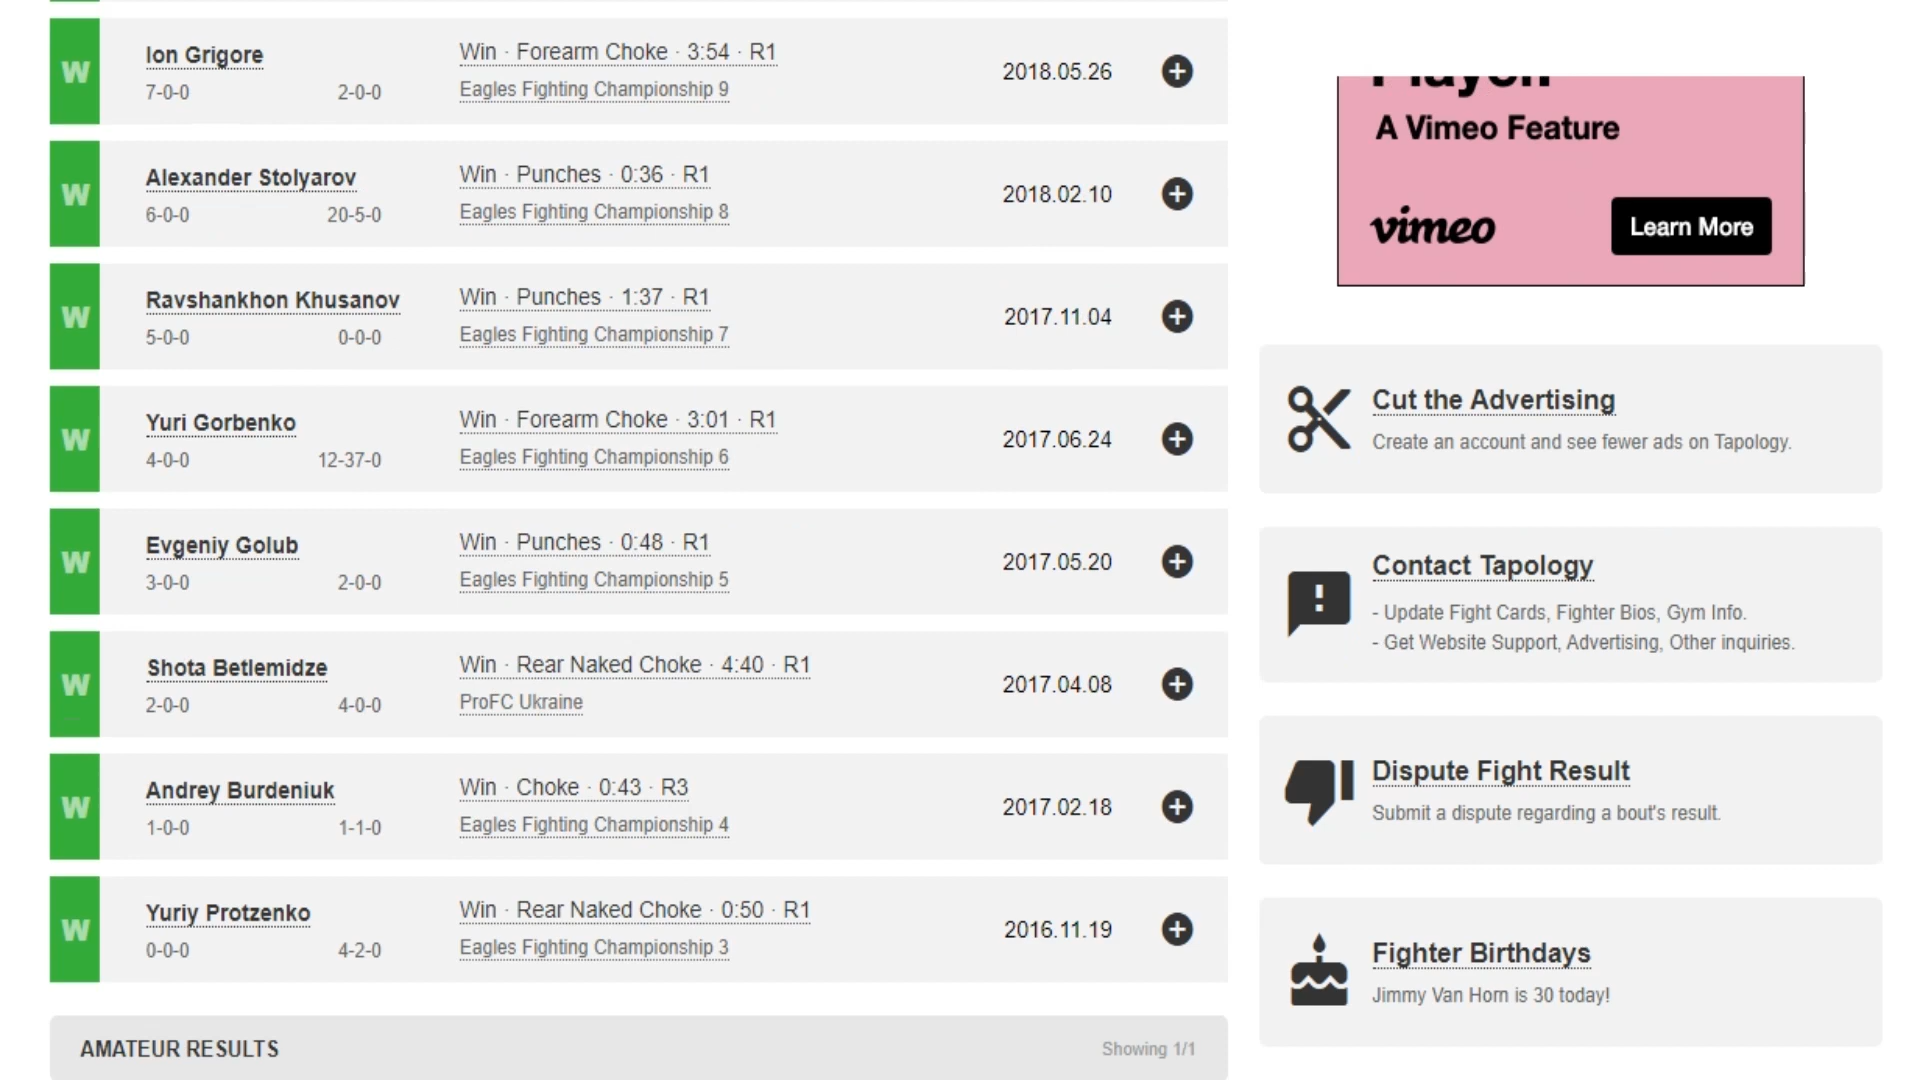 W
Ion Grigore
7-0-0
2-0-0
Win · Forearm Choke · 3:54 · R1
Eagles Fighting Championship 9
2018.05.26
W
Alexander Stolyarov
6-0-0
20-5-0
Win · Punches · 0:36 · R1
Eagles Fighting Championship 8
2018.02.10
W
Ravshankhon Khusanov
5-0-0
0-0-0
Win · Punches · 1:37 · R1
Eagles Fighting Championship 7
2017.11.04
W
Yuri Gorbenko
4-0-0
12-37-0
Win · Forearm Choke · 3:01 · R1
Eagles Fighting Championship 6
2017.06.24
W
Evgeniy Golub
3-0-0
2-0-0
Win · Punches · 0:48 · R1
Eagles Fighting Championship 5
2017.05.20
W
Shota Betlemidze
2-0-0
4-0-0
Win · Rear Naked Choke · 4:40 · R1
ProFC Ukraine
2017.04.08
W
Andrey Burdeniuk
1-0-0
1-1-0
Win · Choke · 0:43 · R3
Eagles Fighting Championship 4
2017.02.18
W
Yuriy Protzenko
0-0-0
4-2-0
Win · Rear Naked Choke · 0:50 · R1
Eagles Fighting Championship 3
2016.11.19
AMATEUR RESULTS
Showing 1/1
A Vimeo Feature
vimeo
Learn More
Cut the Advertising
Create an account and see fewer ads on Tapology.
Contact Tapology
- Update Fight Cards, Fighter Bios, Gym Info.
- Get Website Support, Advertising, Other inquiries.
Dispute Fight Result
Submit a dispute regarding a bout's result.
Fighter Birthdays
Jimmy Van Horn is 30 today!